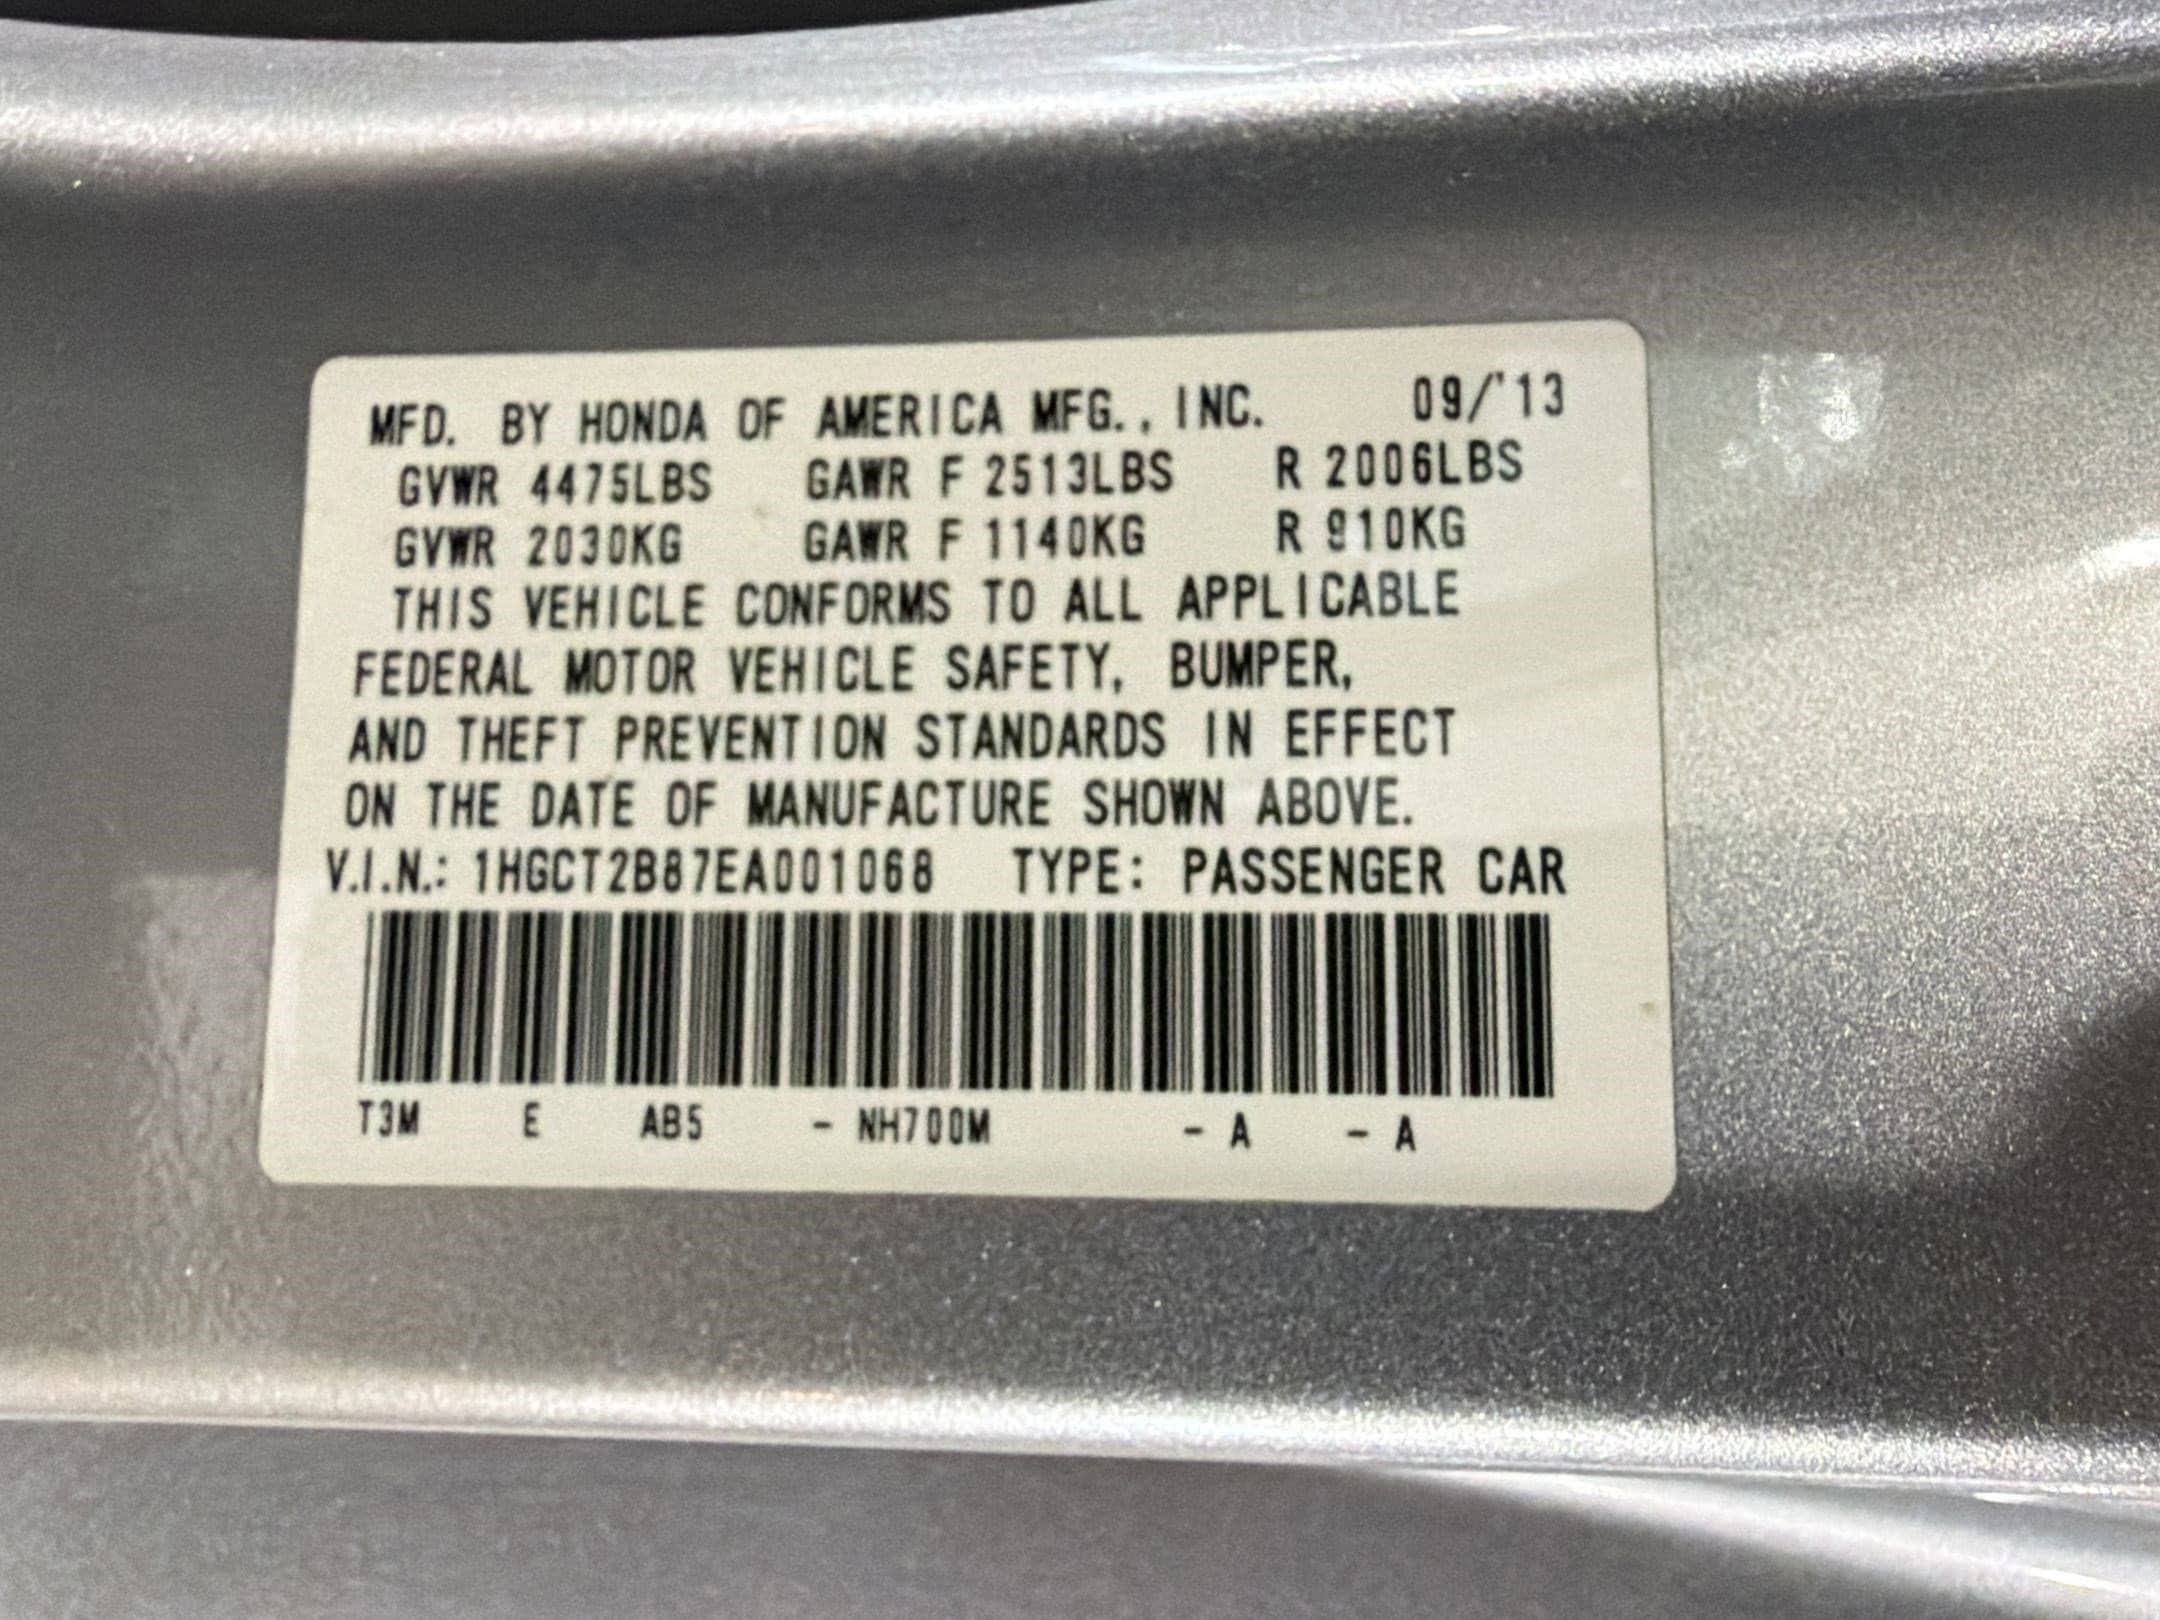 MFD. BY HONDA OF AMERICA MFG., INC. 09/'13
GVWR 4475LBS GAWR F 2513LBS R 2006LBS
GVWR 2030KG GAWR F 1140KG R 910KG
THIS VEHICLE CONFORMS TO ALL APPLICABLE
FEDERAL MOTOR VEHICLE SAFETY, BUMPER,
AND THEFT PREVENTION STANDARDS IN EFFECT
ON THE DATE OF MANUFACTURE SHOWN ABOVE.
V.I.N.: 1HGCT2B87EA001068 TYPE: PASSENGER CAR
T3M E AB5 - NH700M - A - A